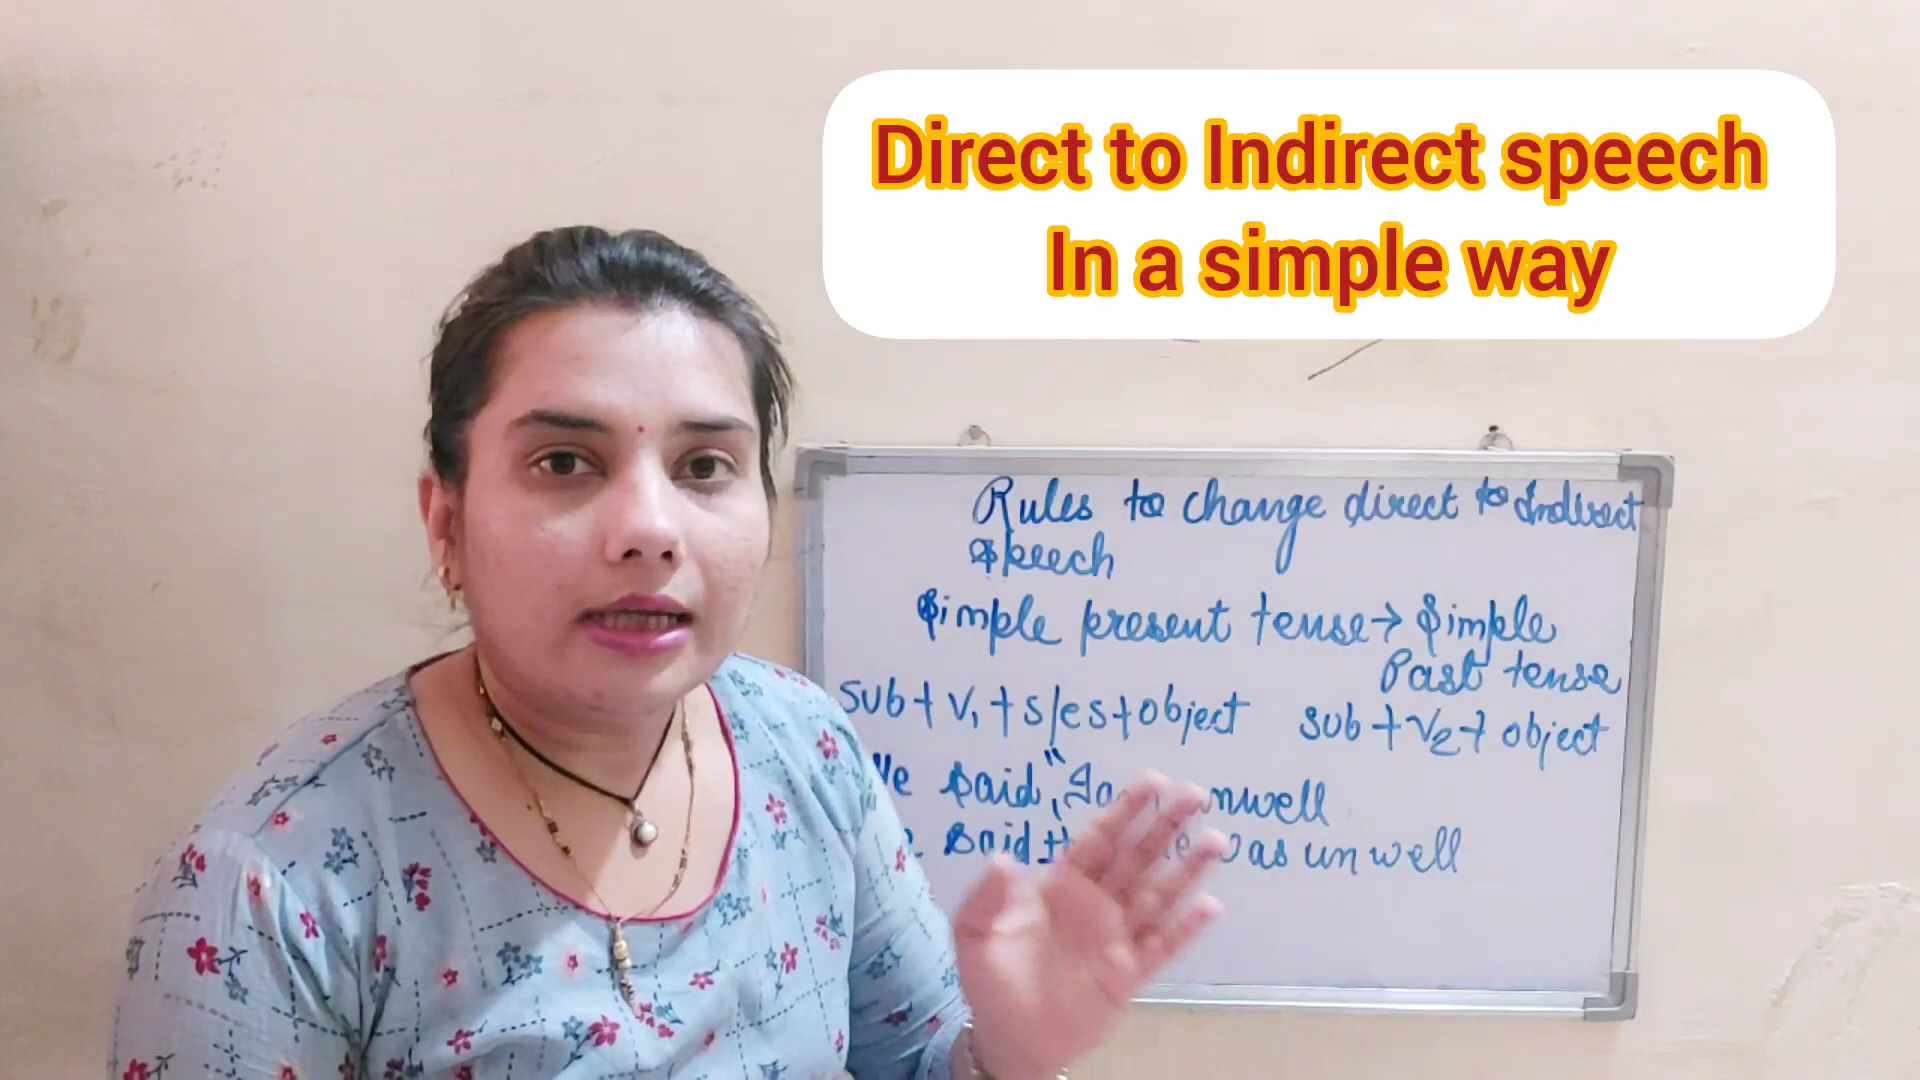 Direct to Indirect speech
In a simple way
Rules to change direct to Indirect
Speech
Simple present tense → Simple
Past tense
Sub + V1 + s/es + object Sub + V2 + object
said, " unwell
said was unwell